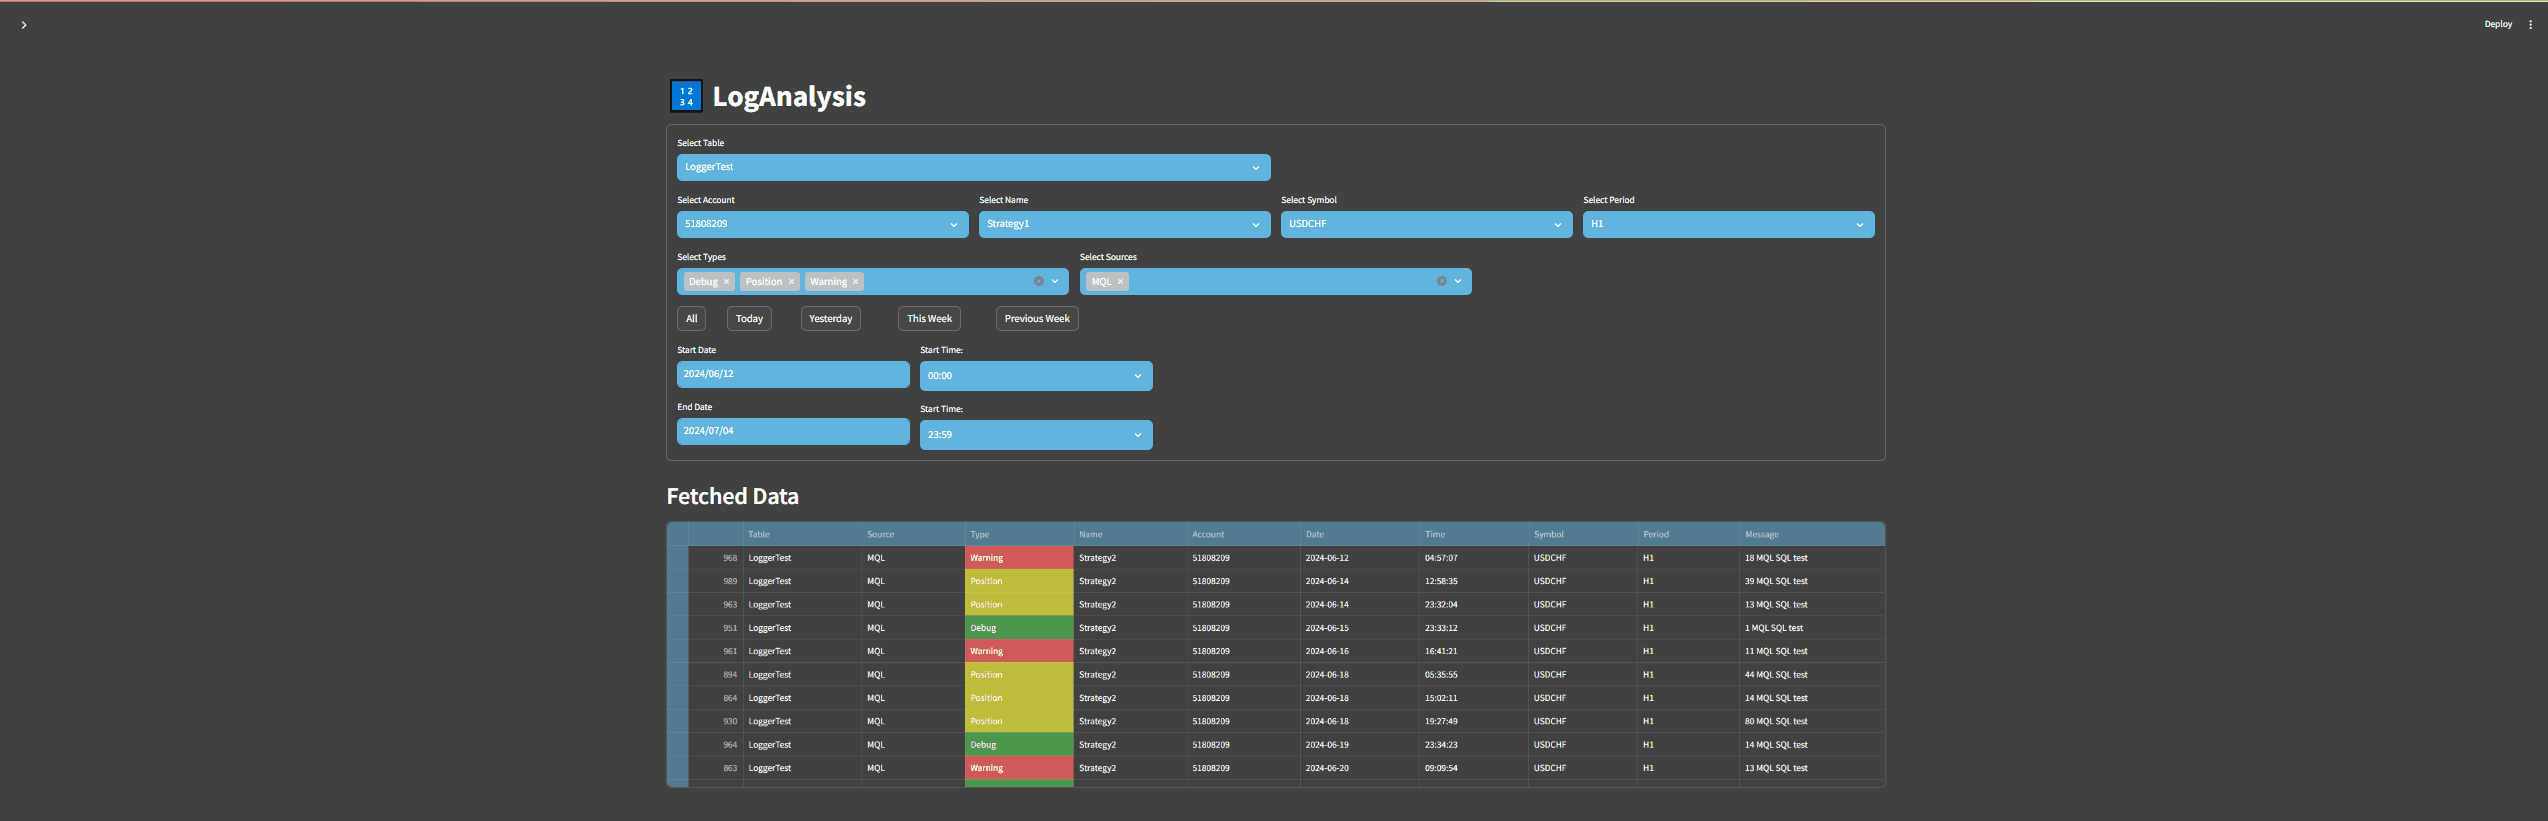 Deploy
1 2
3 4
LogAnalysis
Select Table
LoggerTest
Select Account Select Name Select Symbol Select Period
51808209 Strategy1 USDCHF H1
Select Types Select Sources
Debug Position Warning MQL
All Today Yesterday This Week Previous Week
Start Date Start Time:
2024/06/12 00:00
End Date Start Time:
2024/07/04 23:59
Fetched Data
Table Source Type Name Account Date Time Symbol Period Message
968 LoggerTest MQL Warning Strategy2 51808209 2024-06-12 04:57:07 USDCHF H1 18 MQL SQL test
989 LoggerTest MQL Position Strategy2 51808209 2024-06-14 12:58:35 USDCHF H1 39 MQL SQL test
963 LoggerTest MQL Position Strategy2 51808209 2024-06-14 23:32:04 USDCHF H1 13 MQL SQL test
951 LoggerTest MQL Debug Strategy2 51808209 2024-06-15 23:33:12 USDCHF H1 1 MQL SQL test
961 LoggerTest MQL Warning Strategy2 51808209 2024-06-16 16:41:21 USDCHF H1 11 MQL SQL test
894 LoggerTest MQL Position Strategy2 51808209 2024-06-18 05:35:55 USDCHF H1 44 MQL SQL test
864 LoggerTest MQL Position Strategy2 51808209 2024-06-18 15:02:11 USDCHF H1 14 MQL SQL test
930 LoggerTest MQL Position Strategy2 51808209 2024-06-18 19:27:49 USDCHF H1 80 MQL SQL test
964 LoggerTest MQL Debug Strategy2 51808209 2024-06-19 23:34:23 USDCHF H1 14 MQL SQL test
863 LoggerTest MQL Warning Strategy2 51808209 2024-06-20 09:09:54 USDCHF H1 13 MQL SQL test